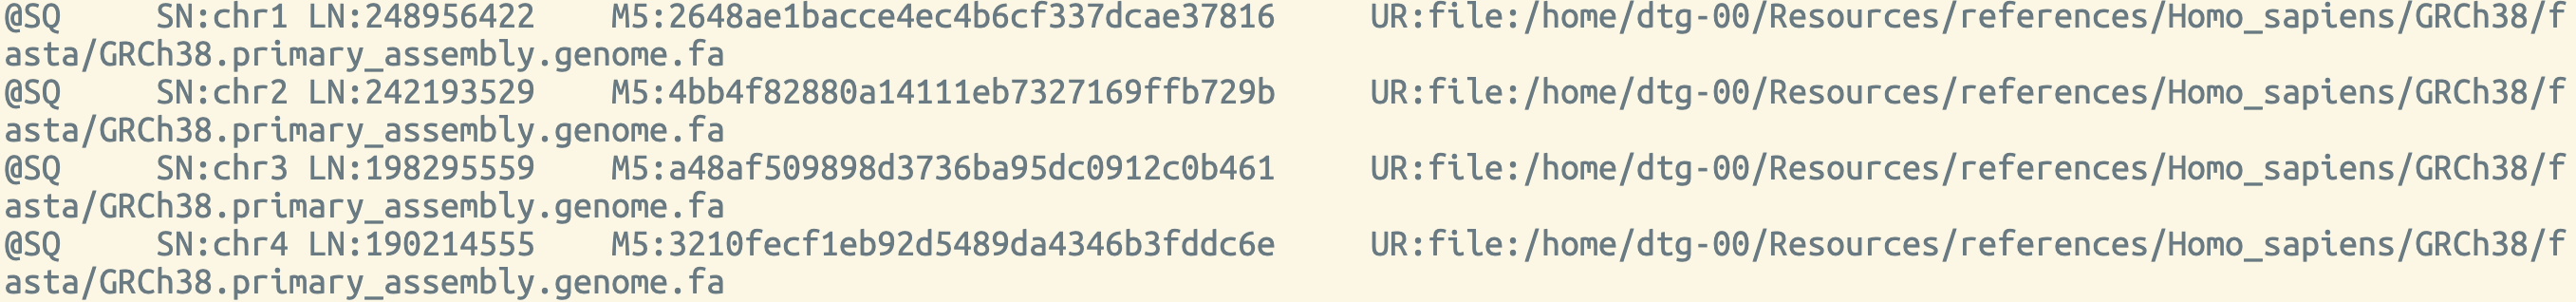 @SQ     SN:chr1 LN:248956422    M5:2648ae1bacce4ec4b6cf337dcae37816     UR:file:/home/dtg-00/Resources/references/Homo_sapiens/GRCh38/f
asta/GRCh38.primary_assembly.genome.fa
@SQ     SN:chr2 LN:242193529    M5:4bb4f82880a14111eb7327169ffb729b     UR:file:/home/dtg-00/Resources/references/Homo_sapiens/GRCh38/f
asta/GRCh38.primary_assembly.genome.fa
@SQ     SN:chr3 LN:198295559    M5:a48af509898d3736ba95dc0912c0b461     UR:file:/home/dtg-00/Resources/references/Homo_sapiens/GRCh38/f
asta/GRCh38.primary_assembly.genome.fa
@SQ     SN:chr4 LN:190214555    M5:3210fecf1eb92d5489da4346b3fddc6e     UR:file:/home/dtg-00/Resources/references/Homo_sapiens/GRCh38/f
asta/GRCh38.primary_assembly.genome.fa